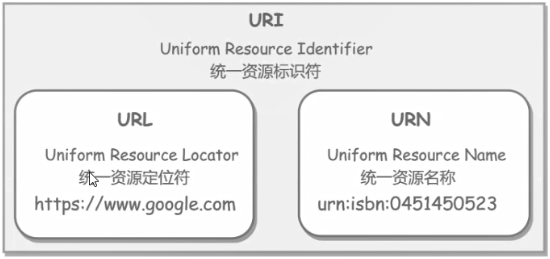 URI
Uniform Resource Identifier
统一资源标识符
URL
Uniform Resource Locator
统一资源定位符
https://www.google.com
URN
Uniform Resource Name
统一资源名称
urn:isbn:0451450523